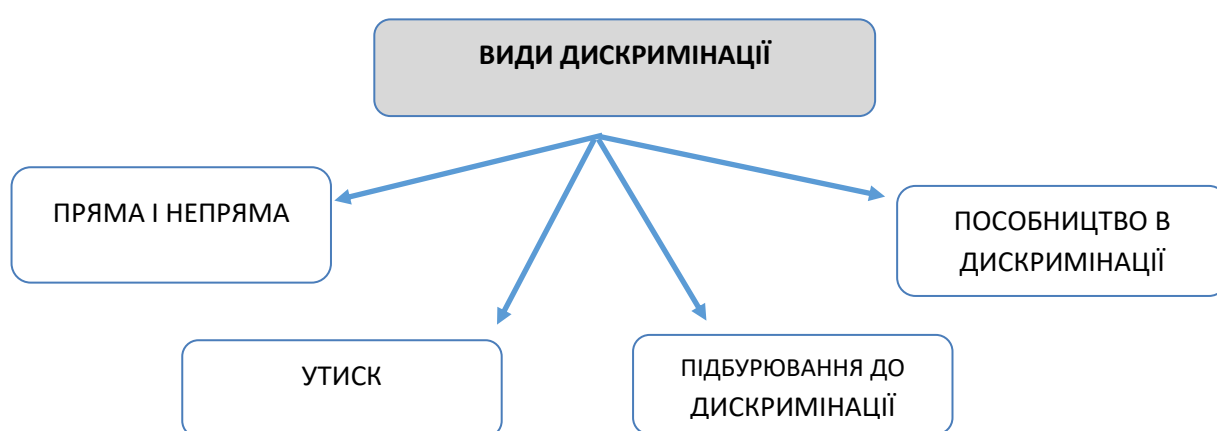 ВИДИ ДИСКРИМІНАЦІЇ
ПРЯМА І НЕПРЯМА
ПОСОБНИЦТВО В
ДИСКРИМІНАЦІЇ
УТИСК
ПІДБУРЮВАННЯ ДО
ДИСКРИМІНАЦІЇ